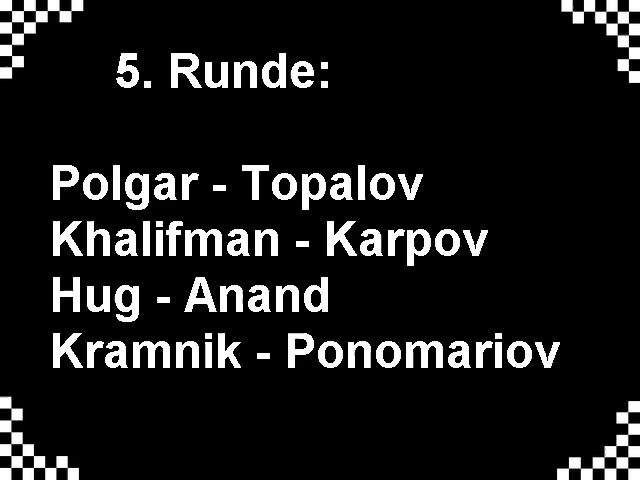 5. Runde:
Polgar - Topalov
Khalifman - Karpov
Hug - Anand
Kramnik - Ponomariov